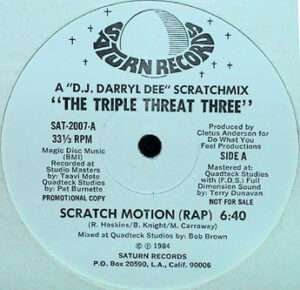 SATURN RECORDS
A "D.J. DARRYL DEE" SCRATCHMIX
"THE TRIPLE THREAT THREE"
SAT-2007-A
33⅓ RPM
Magic Disc Music
(BMI)
Recorded at
Studio Masters
by: Taavi Mote
Quadteck Studios
by: Pat Burnette
PROMOTIONAL COPY
Produced by
Cletus Anderson for
Do What You
Feel Productions
SIDE A
Mastered at:
Quadteck Studios
with (F.D.S.) Full
Dimension Sound
by: Terry Dunavan
NOT FOR SALE
SCRATCH MOTION (RAP) 6:40
(R. Hoskins/B. Knight/M. Carraway)
Mixed at Quadteck Studios by: Bob Brown
© ℗ 1984
SATURN RECORDS
P.O. Box 20590, L.A., Calif. 90006